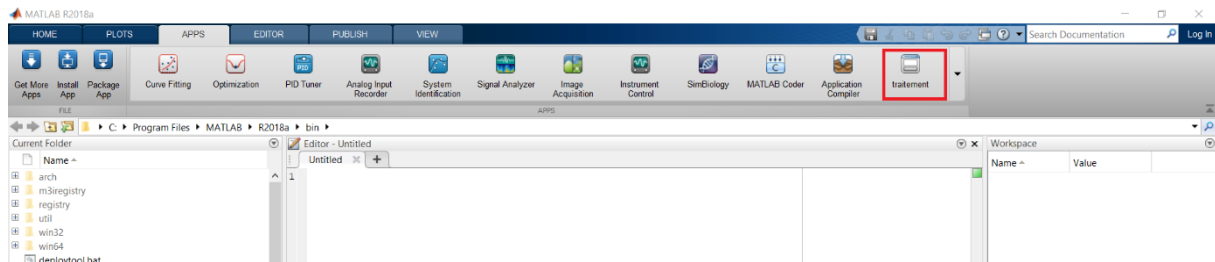 MATLAB R2018a
HOME PLOTS APPS EDITOR PUBLISH VIEW Search Documentation Log In
Get More Apps Install App Package App Curve Fitting Optimization PID Tuner Analog Input Recorder System Identification Signal Analyzer Image Acquisition Instrument Control SimBiology MATLAB Coder Application Compiler traitement
FILE APPS
C: Program Files MATLAB R2018a bin
Current Folder Editor - Untitled Workspace
Name Untitled Name Value
arch 1
m3iregistry
registry
util
win32
win64
deploytool.bat